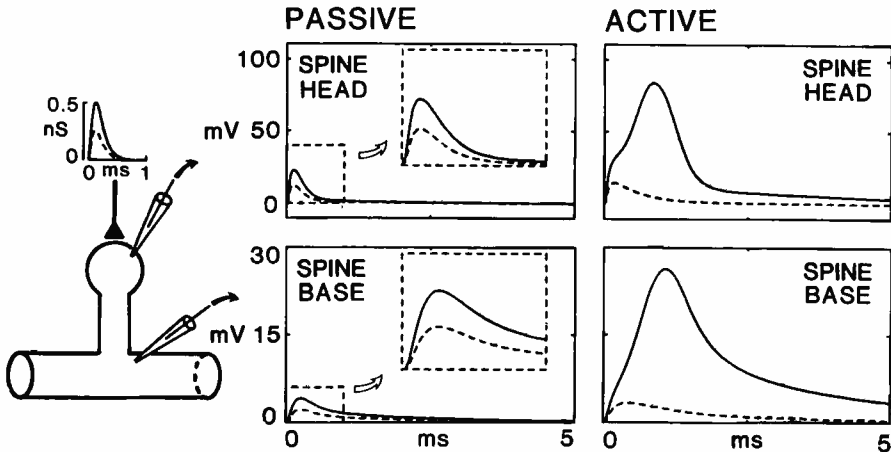 PASSIVE
ACTIVE
0.5
nS
0
0 ms 1
mV
100
50
0
SPINE
HEAD
SPINE
HEAD
mV
30
15
0
SPINE
BASE
SPINE
BASE
0 ms 5
0 ms 5